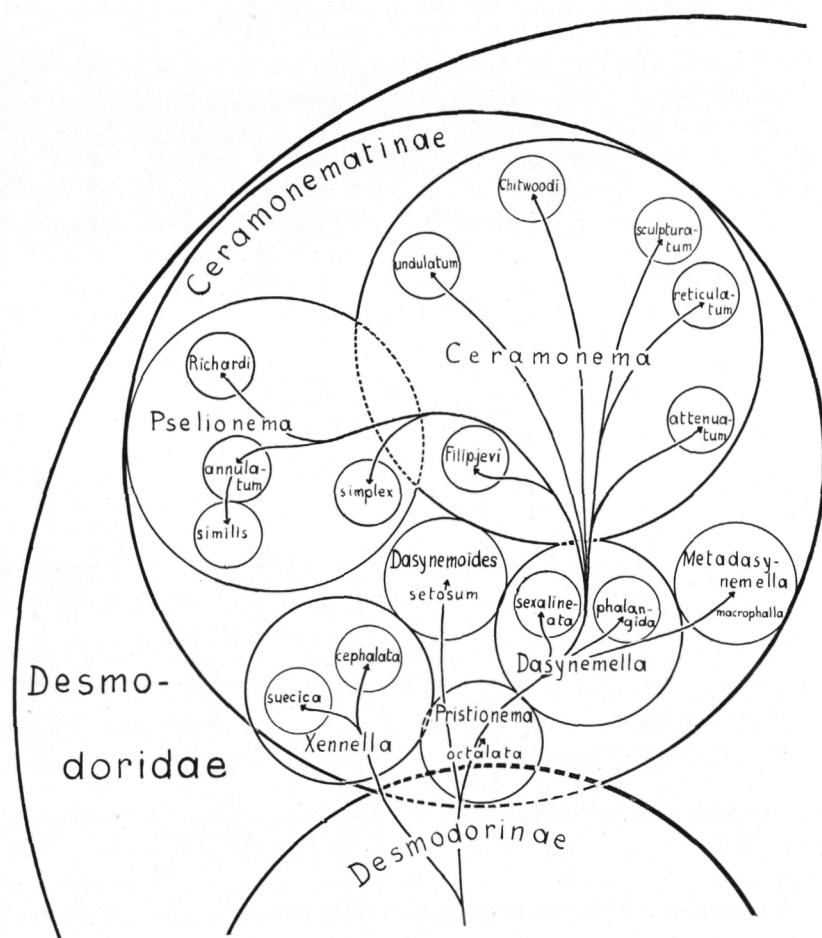 Ceramonematinae
Chitwoodi
sculptura-
tum
undulatum
reticula-
tum
Ceramonema
Richardi
Pselionema
attenua-
tum
annula-
tum
Filipjevi
simplex
similis
Dasynemoides
setosum
Metadasy-
nemella
macrophalla
sexaline-
ata
phalan-
gida
Dasynemella
cephalata
suecica
Xennella
Pristionema
octalata
Desmo-
doridae
Desmodorinae